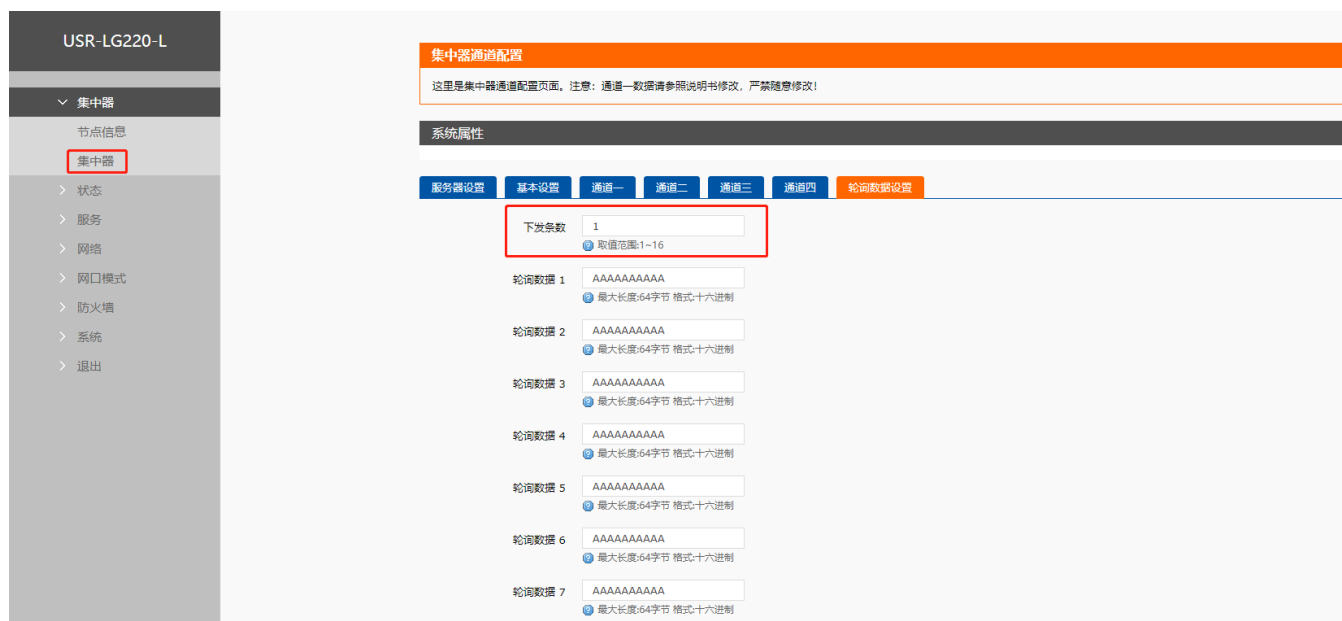 USR-LG220-L
集中器
节点信息
集中器
状态
服务
网络
网口模式
防火墙
系统
退出
集中器通道配置
这里是集中器通道配置页面。注意：通道一数据请参照说明书修改，严禁随意修改！
系统属性
服务器设置 基本设置 通道一 通道二 通道三 通道四 轮询数据设置
下发条数 1
取值范围:1~16
轮询数据 1 AAAAAAAAAA
最大长度:64字节 格式:十六进制
轮询数据 2 AAAAAAAAAA
最大长度:64字节 格式:十六进制
轮询数据 3 AAAAAAAAAA
最大长度:64字节 格式:十六进制
轮询数据 4 AAAAAAAAAA
最大长度:64字节 格式:十六进制
轮询数据 5 AAAAAAAAAA
最大长度:64字节 格式:十六进制
轮询数据 6 AAAAAAAAAA
最大长度:64字节 格式:十六进制
轮询数据 7 AAAAAAAAAA
最大长度:64字节 格式:十六进制